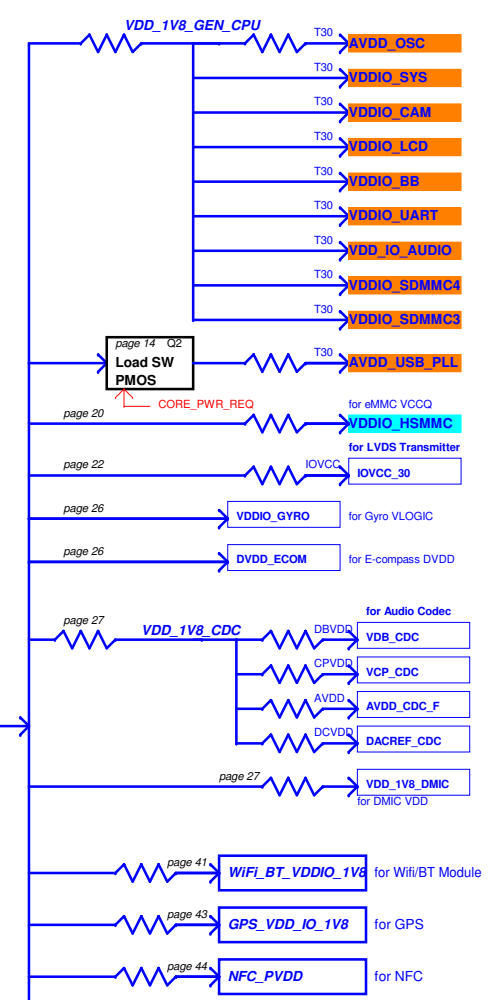 VDD_1V8_GEN_CPU
T30
AVDD_OSC
T30
VDDIO_SYS
T30
VDDIO_CAM
T30
VDDIO_LCD
T30
VDDIO_BB
T30
VDDIO_UART
T30
VDD_IO_AUDIO
T30
VDDIO_SDMMC4
T30
VDDIO_SDMMC3
page 14 Q2
Load SW
PMOS
T30
AVDD_USB_PLL
CORE_PWR_REQ
for eMMC VCCQ
page 20
VDDIO_HSMMC
for LVDS Transmitter
page 22
IOVCC
IOVCC_30
page 26
VDDIO_GYRO
for Gyro VLOGIC
page 26
DVDD_ECOM
for E-compass DVDD
for Audio Codec
page 27
VDD_1V8_CDC
DBVDD
VDB_CDC
CPVDD
VCP_CDC
AVDD
AVDD_CDC_F
DCVDD
DACREF_CDC
page 27
VDD_1V8_DMIC
for DMIC VDD
page 41
WiFi_BT_VDDIO_1V8
for Wifi/BT Module
page 43
GPS_VDD_IO_1V8
for GPS
page 44
NFC_PVDD
for NFC